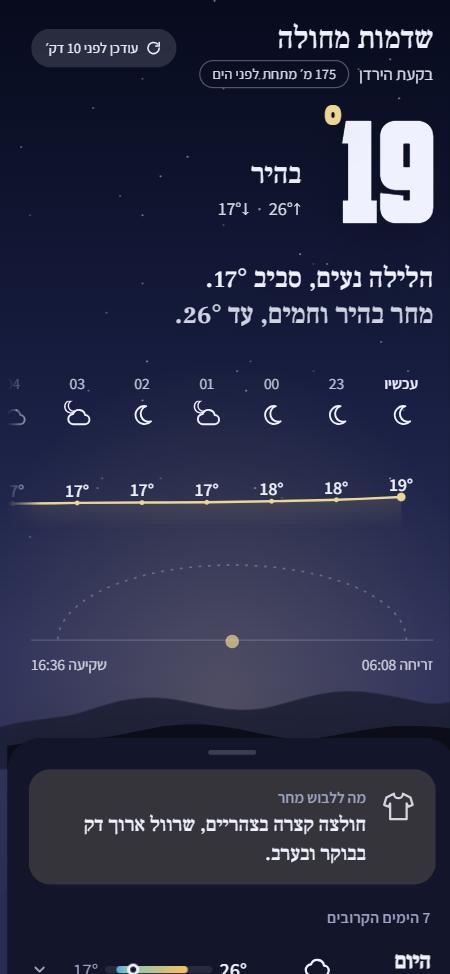 שדמות מחולה
עודכן לפני 10 דק׳
בקעת הירדן
175 מ׳ מתחת לפני הים
19°
בהיר
↑26° · ↓17°
הלילה נעים, סביב 17°.
מחר בהיר וחמים, עד 26°.
עכשיו 23 00 01 02 03
19° 18° 18° 17° 17° 17°
זריחה 06:08
שקיעה 16:36
מה ללבוש מחר
חולצה קצרה בצהריים, שרוול ארוך דק
בבוקר ובערב.
7 הימים הקרובים
היום 26° 17°